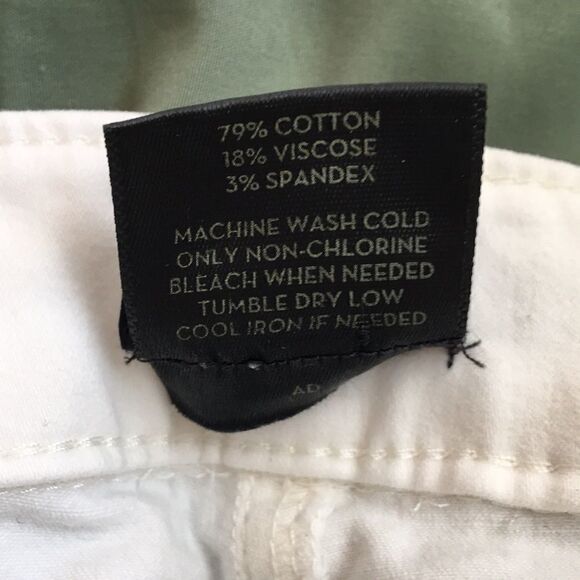 79% COTTON
18% VISCOSE
3% SPANDEX
MACHINE WASH COLD
ONLY NON-CHLORINE
BLEACH WHEN NEEDED
TUMBLE DRY LOW
COOL IRON IF NEEDED